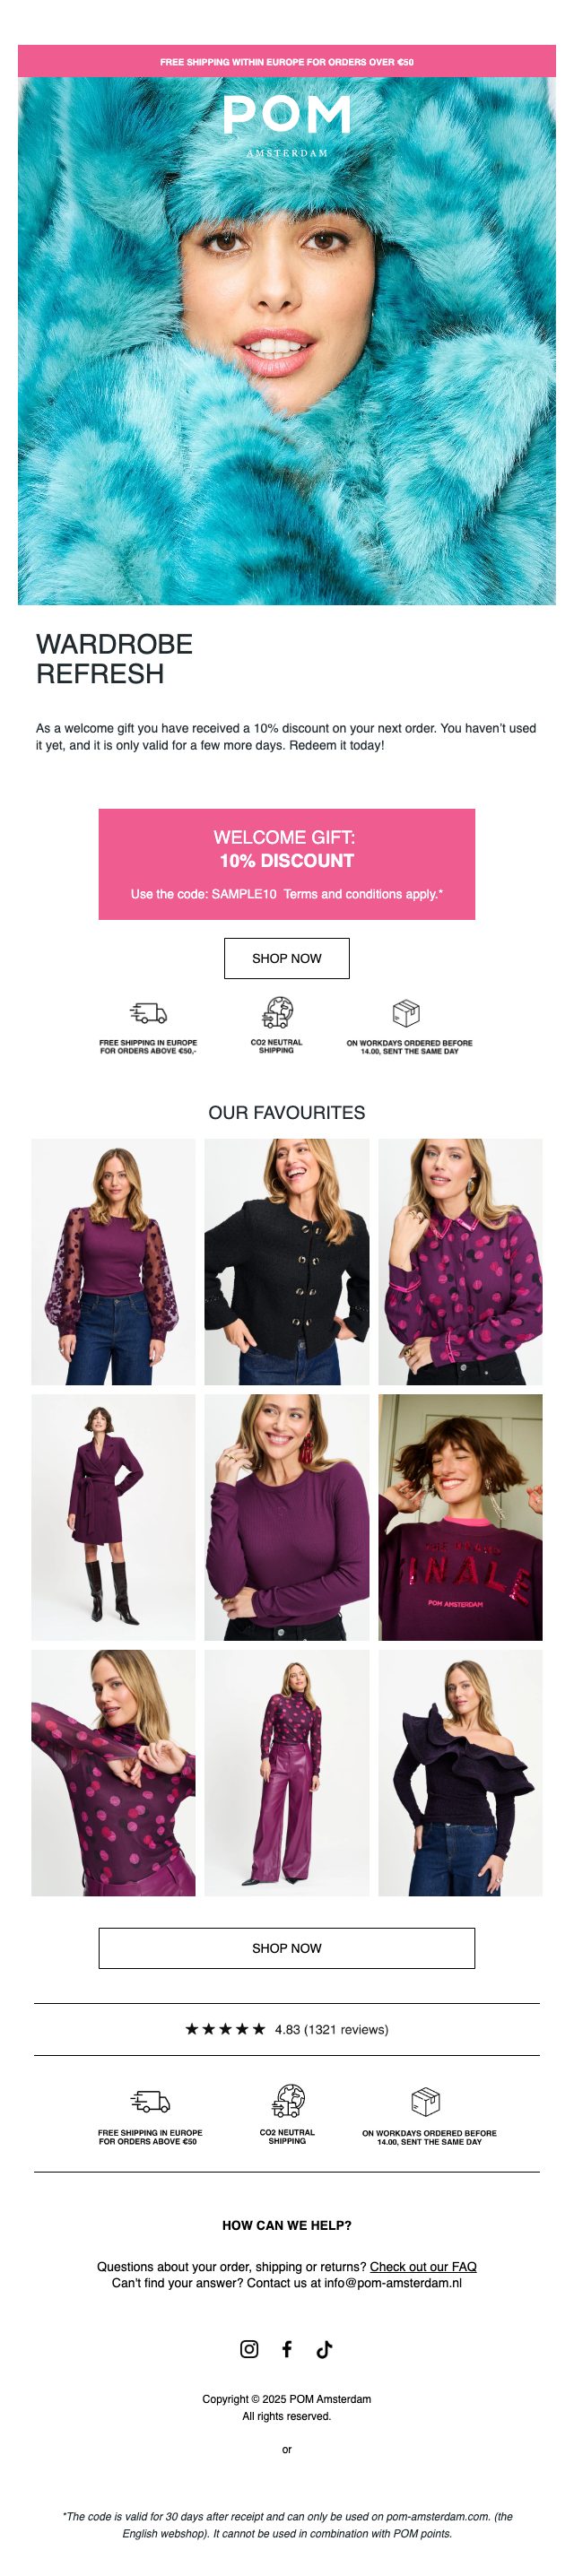 FREE SHIPPING WITHIN EUROPE FOR ORDERS OVER €50
POM
AMSTERDAM
WARDROBE
REFRESH
As a welcome gift you have received a 10% discount on your next order. You haven't used
it yet, and it is only valid for a few more days. Redeem it today!
WELCOME GIFT:
10% DISCOUNT
Use the code: SAMPLE10 Terms and conditions apply.*
SHOP NOW
FREE SHIPPING IN EUROPE
FOR ORDERS ABOVE €50,-
CO2 NEUTRAL
SHIPPING
ON WORKDAYS ORDERED BEFORE
14.00, SENT THE SAME DAY
OUR FAVOURITES
FINALE
POM AMSTERDAM
SHOP NOW
★★★★★ 4.83 (1321 reviews)
FREE SHIPPING IN EUROPE
FOR ORDERS ABOVE €50
CO2 NEUTRAL
SHIPPING
ON WORKDAYS ORDERED BEFORE
14.00, SENT THE SAME DAY
HOW CAN WE HELP?
Questions about your order, shipping or returns? Check out our FAQ
Can't find your answer? Contact us at info@pom-amsterdam.nl
Copyright © 2025 POM Amsterdam
All rights reserved.
or
*The code is valid for 30 days after receipt and can only be used on pom-amsterdam.com. (the
English webshop). It cannot be used in combination with POM points.